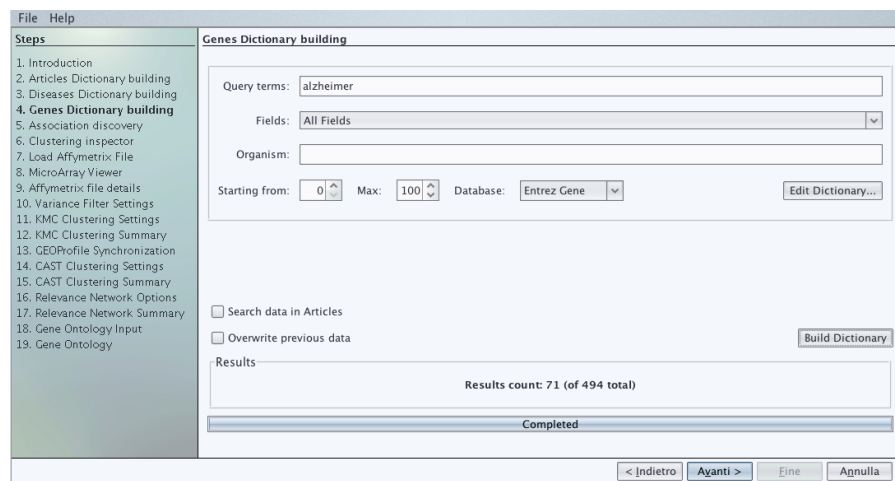 File Help
Steps
1. Introduction
2. Articles Dictionary building
3. Diseases Dictionary building
4. Genes Dictionary building
5. Association discovery
6. Clustering inspector
7. Load Affymetrix File
8. MicroArray Viewer
9. Affymetrix file details
10. Variance Filter Settings
11. KMC Clustering Settings
12. KMC Clustering Summary
13. GEOProfile Synchronization
14. CAST Clustering Settings
15. CAST Clustering Summary
16. Relevance Network Options
17. Relevance Network Summary
18. Gene Ontology Input
19. Gene Ontology
Genes Dictionary building
Query terms: alzheimer
Fields: All Fields
Organism:
Starting from: 0 Max: 100 Database: Entrez Gene Edit Dictionary...
Search data in Articles
Overwrite previous data Build Dictionary
Results
Results count: 71 (of 494 total)
Completed
< Indietro Avanti > Fine Annulla